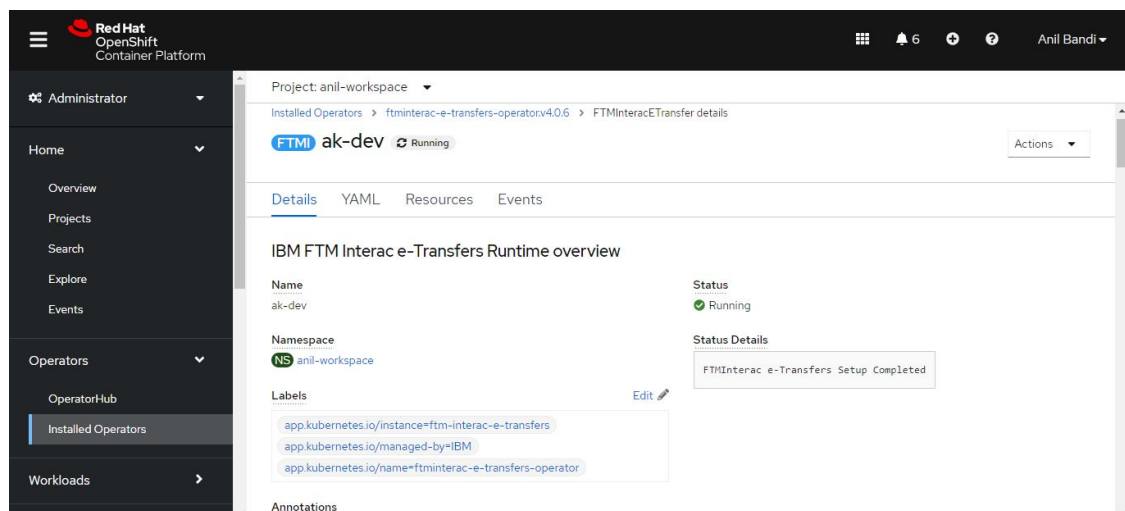 Red Hat
OpenShift
Container Platform
6
Anil Bandi
Administrator
Home
Overview
Projects
Search
Explore
Events
Operators
OperatorHub
Installed Operators
Workloads
Project: anil-workspace
Installed Operators > ftminterac-e-transfers-operator.v4.0.6 > FTMInteracETransfer details
FTMI ak-dev Running
Actions
Details YAML Resources Events
IBM FTM Interac e-Transfers Runtime overview
Name
ak-dev
Namespace
NS anil-workspace
Labels
Edit
app.kubernetes.io/instance=ftm-interac-e-transfers
app.kubernetes.io/managed-by=IBM
app.kubernetes.io/name=ftminterac-e-transfers-operator
Annotations
Status
Running
Status Details
FTMInterac e-Transfers Setup Completed